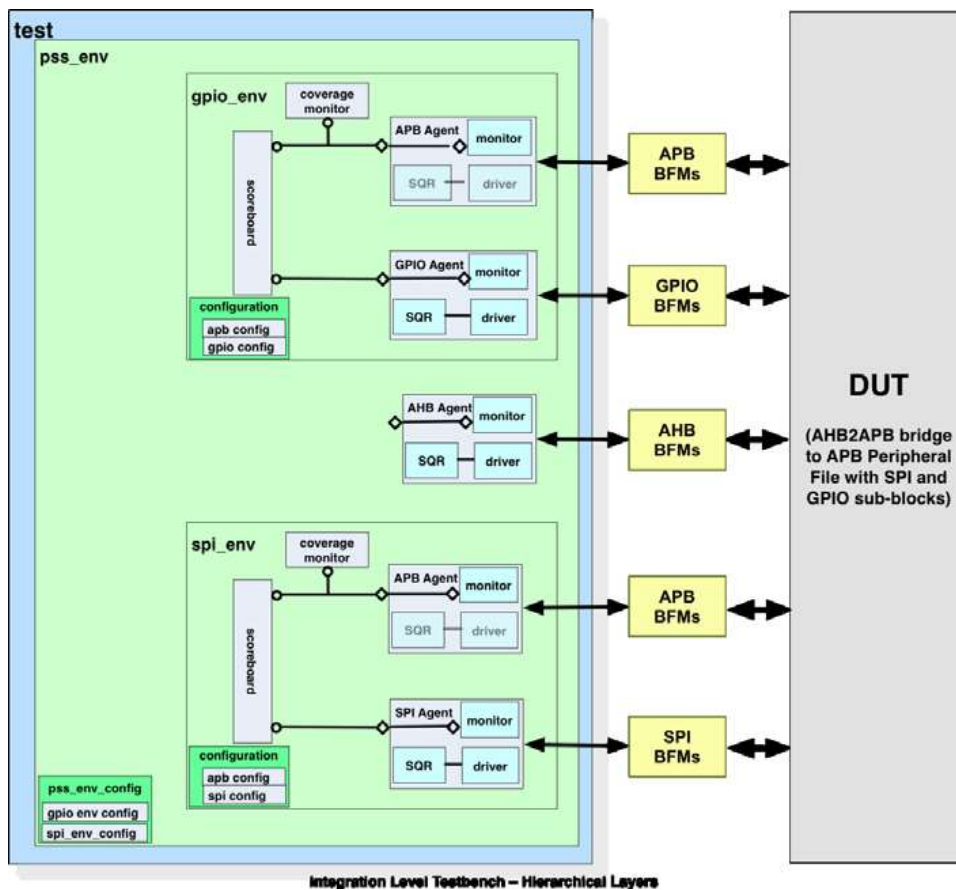 test
pss_env
gpio_env
coverage
monitor
scoreboard
APB Agent
monitor
SQR
driver
GPIO Agent
monitor
SQR
driver
configuration
apb config
gpio config
AHB Agent
monitor
SQR
driver
spi_env
coverage
monitor
scoreboard
APB Agent
monitor
SQR
driver
SPI Agent
monitor
SQR
driver
configuration
apb config
spi config
pss_env_config
gpio env config
spi_env_config
APB
BFMs
GPIO
BFMs
AHB
BFMs
APB
BFMs
SPI
BFMs
DUT
(AHB2APB bridge
to APB Peripheral
File with SPI and
GPIO sub-blocks)
Integration Level Testbench – Hierarchical Layers